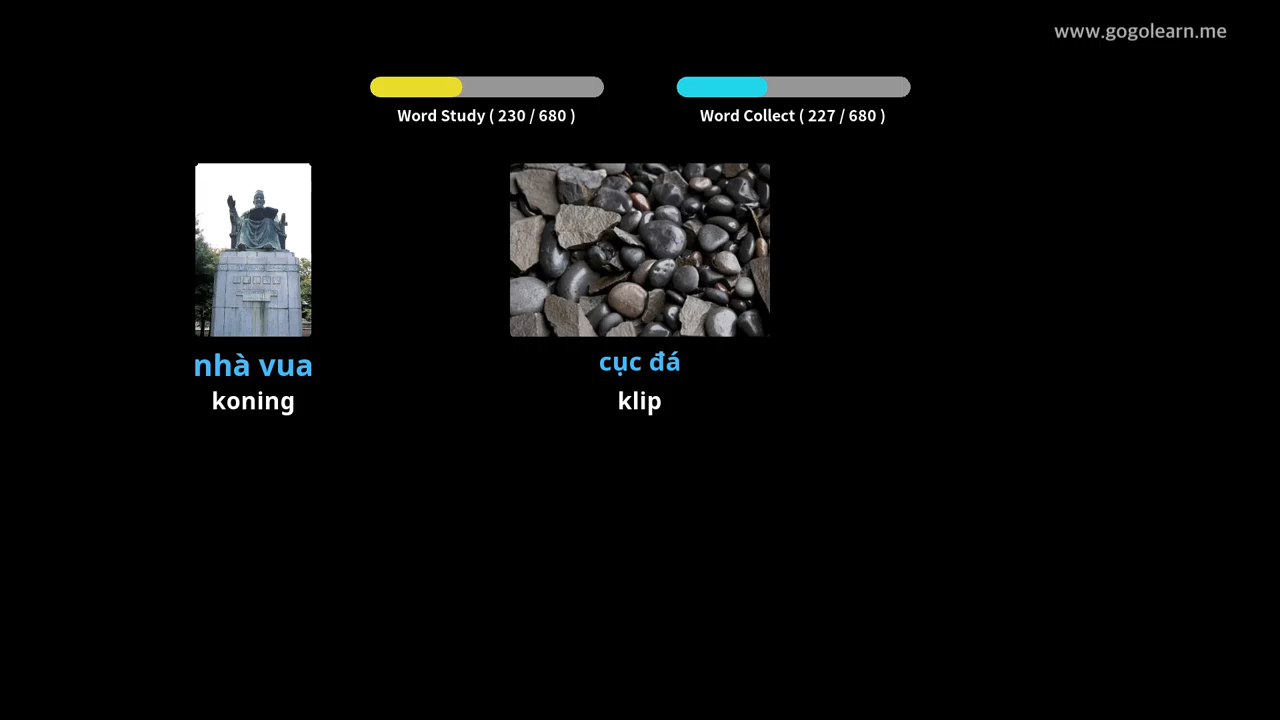 www.gogolearn.me
Word Study ( 230 / 680 )
Word Collect ( 227 / 680 )
nhà vua
koning
cục đá
klip